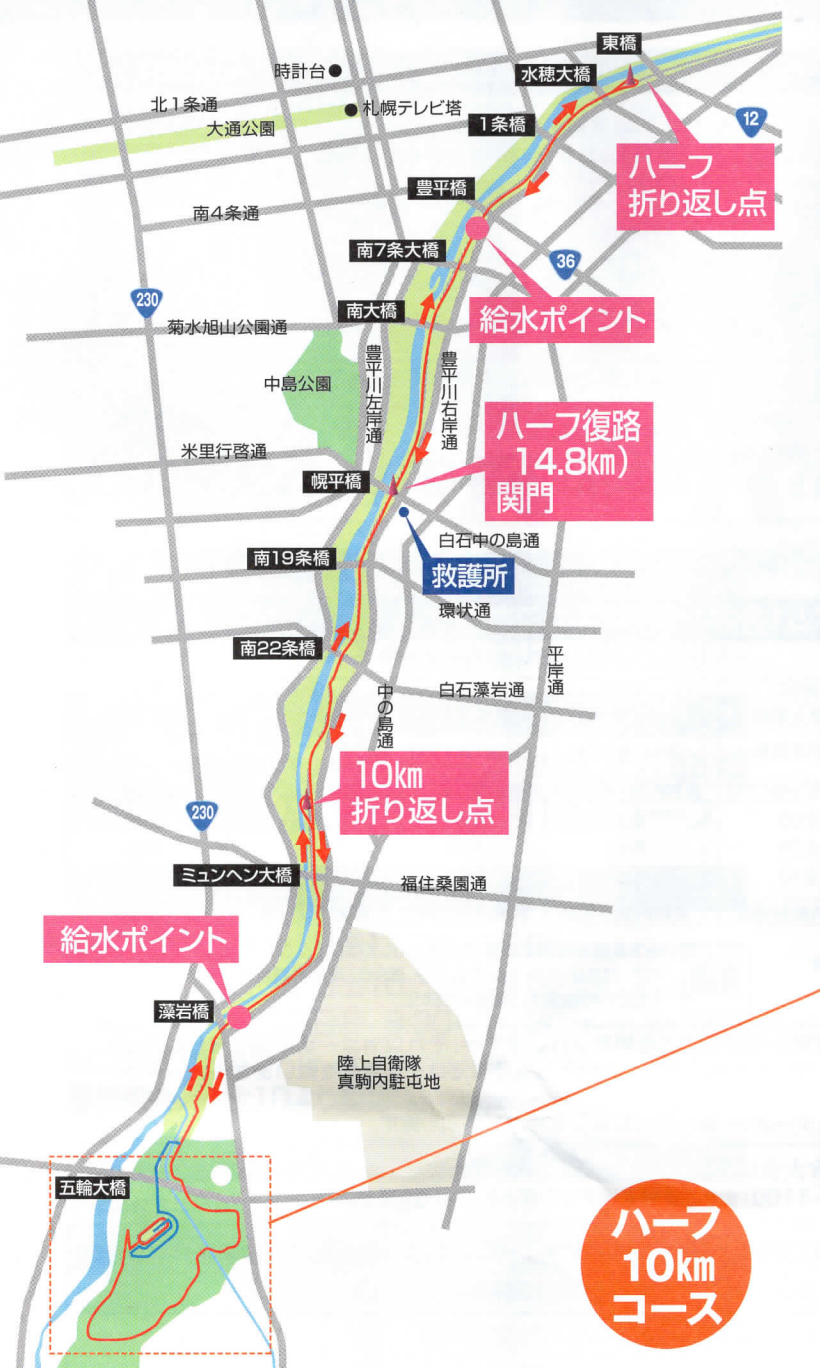 東橋
時計台
水穂大橋
北1条通
札幌テレビ塔
大通公園
1条橋
12
ハーフ
折り返し点
豊平橋
南4条通
南7条大橋
36
230
南大橋
給水ポイント
菊水旭山公園通
豊平川左岸通
豊平川右岸通
中島公園
ハーフ復路
14.8km)
関門
米里行啓通
幌平橋
白石中の島通
南19条橋
救護所
環状通
南22条橋
平岸通
白石藻岩通
中の島通
10km
折り返し点
230
ミュンヘン大橋
福住桑園通
給水ポイント
藻岩橋
陸上自衛隊
真駒内駐屯地
五輪大橋
ハーフ
10km
コース